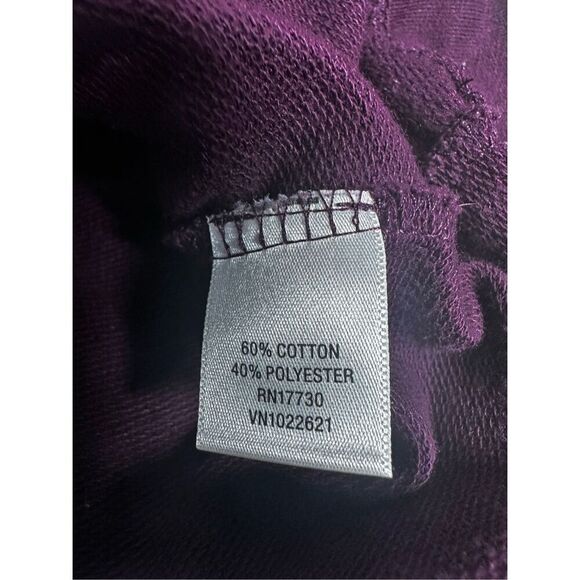 60% COTTON
40% POLYESTER
RN17730
VN1022621